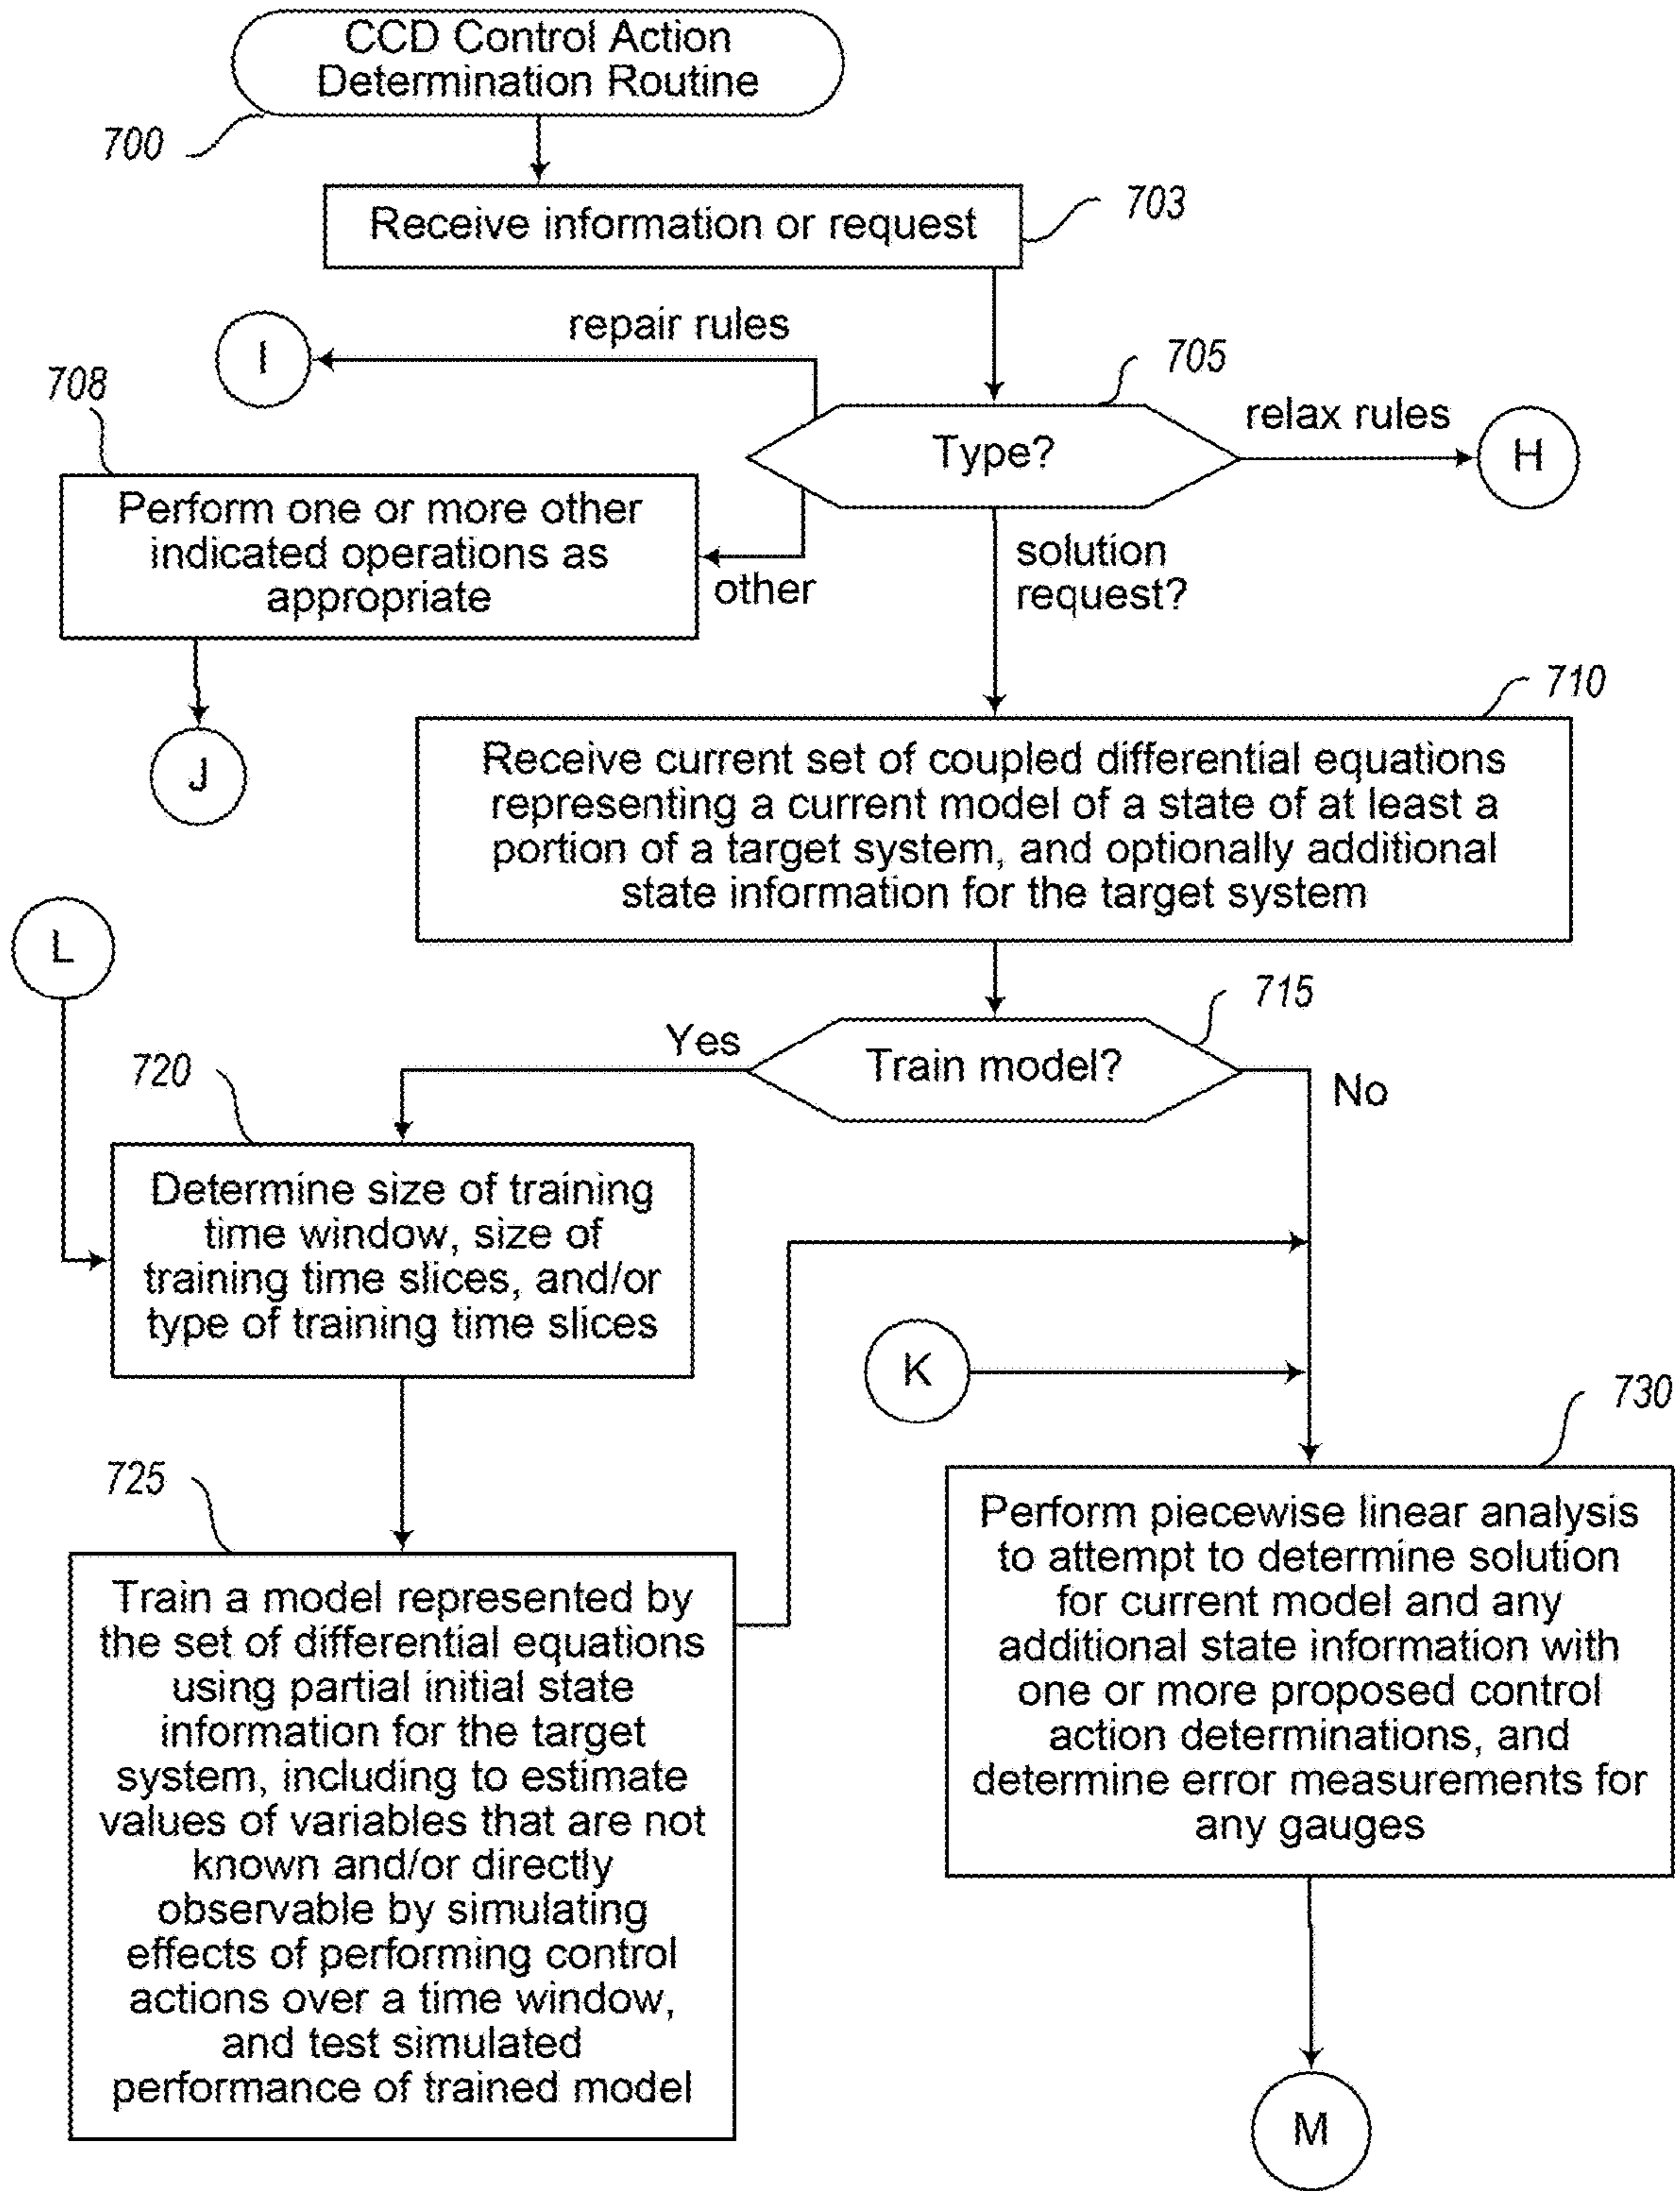 CCD Control Action
Determination Routine
700
Receive information or request
703
repair rules
I
705
708
Type?
relax rules
H
Perform one or more other
indicated operations as
appropriate
other
solution
request?
J
710
Receive current set of coupled differential equations
representing a current model of a state of at least a
portion of a target system, and optionally additional
state information for the target system
L
715
Yes
Train model?
No
720
Determine size of training
time window, size of
training time slices, and/or
type of training time slices
K
730
725
Perform piecewise linear analysis
to attempt to determine solution
for current model and any
additional state information with
one or more proposed control
action determinations, and
determine error measurements for
any gauges
Train a model represented by
the set of differential equations
using partial initial state
information for the target
system, including to estimate
values of variables that are not
known and/or directly
observable by simulating
effects of performing control
actions over a time window,
and test simulated
performance of trained model
M